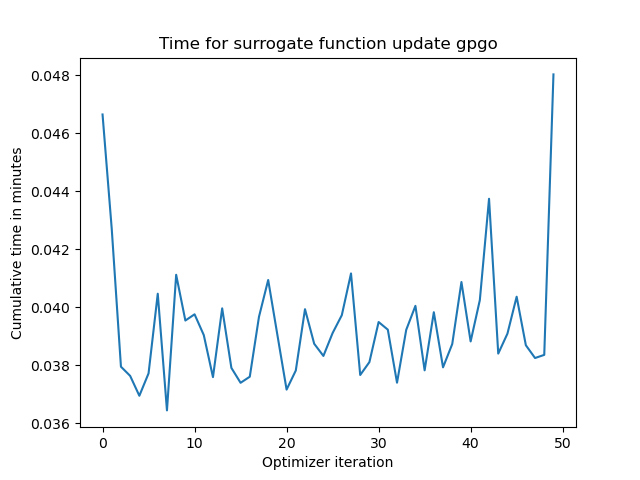 Time for surrogate function update gpgo
Cumulative time in minutes
0.048
0.046
0.044
0.042
0.040
0.038
0.036
0 10 20 30 40 50
Optimizer iteration